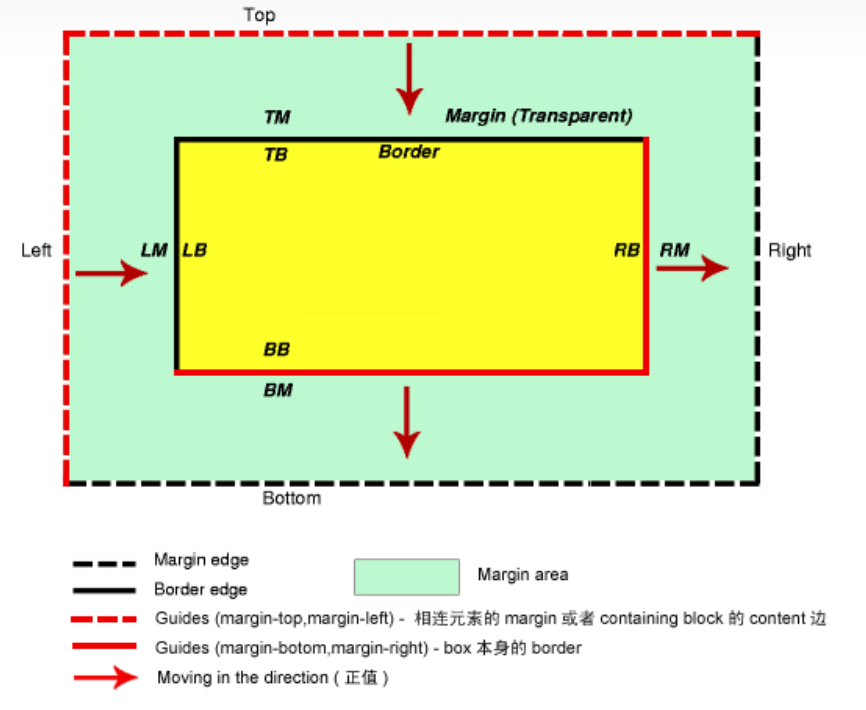 Top
TM Margin (Transparent)
TB Border
Left LM LB RB RM Right
BB
BM
Bottom
Margin edge
Border edge
Margin area
Guides (margin-top,margin-left) - 相连元素的 margin 或者 containing block 的 content 边
Guides (margin-botom,margin-right) - box 本身的 border
Moving in the direction ( 正值 )